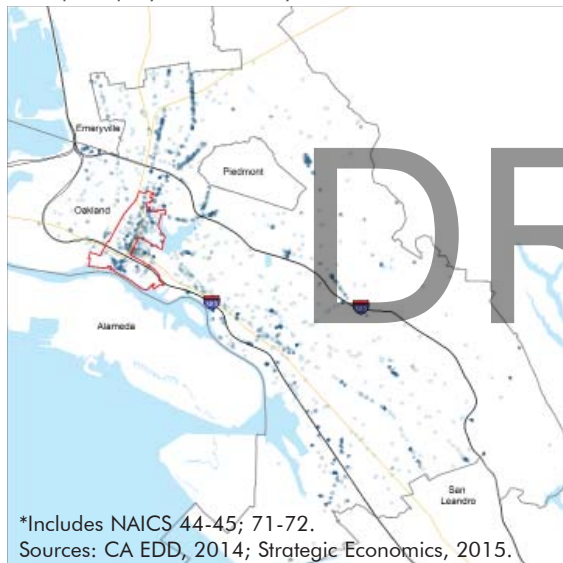 Emeryville
Piedmont
Oakland
DR
Alameda
San
Leandro
*Includes NAICS 44-45; 71-72.
Sources: CA EDD, 2014; Strategic Economics, 2015.